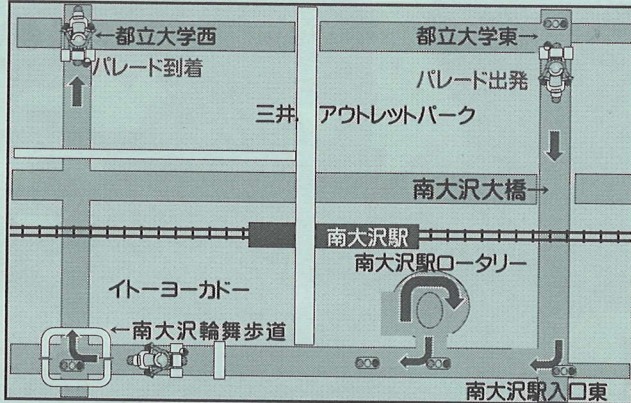 ←都立大学西
都立大学東→
パレード到着
パレード出発
三井アウトレットパーク
南大沢大橋→
南大沢駅
南大沢駅ロータリー
イトーヨーカドー
←南大沢輪舞歩道
南大沢駅入口東